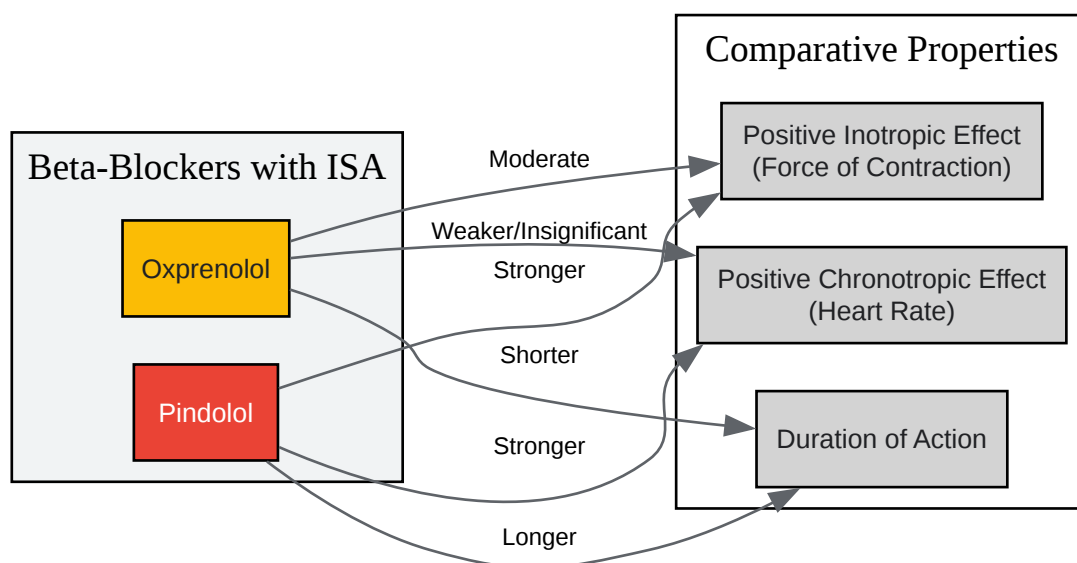 Beta-Blockers with ISA
Oxprenolol
Pindolol
Moderate
Weaker/Insignificant
Stronger
Shorter
Stronger
Longer
Comparative Properties
Positive Inotropic Effect
(Force of Contraction)
Positive Chronotropic Effect
(Heart Rate)
Duration of Action